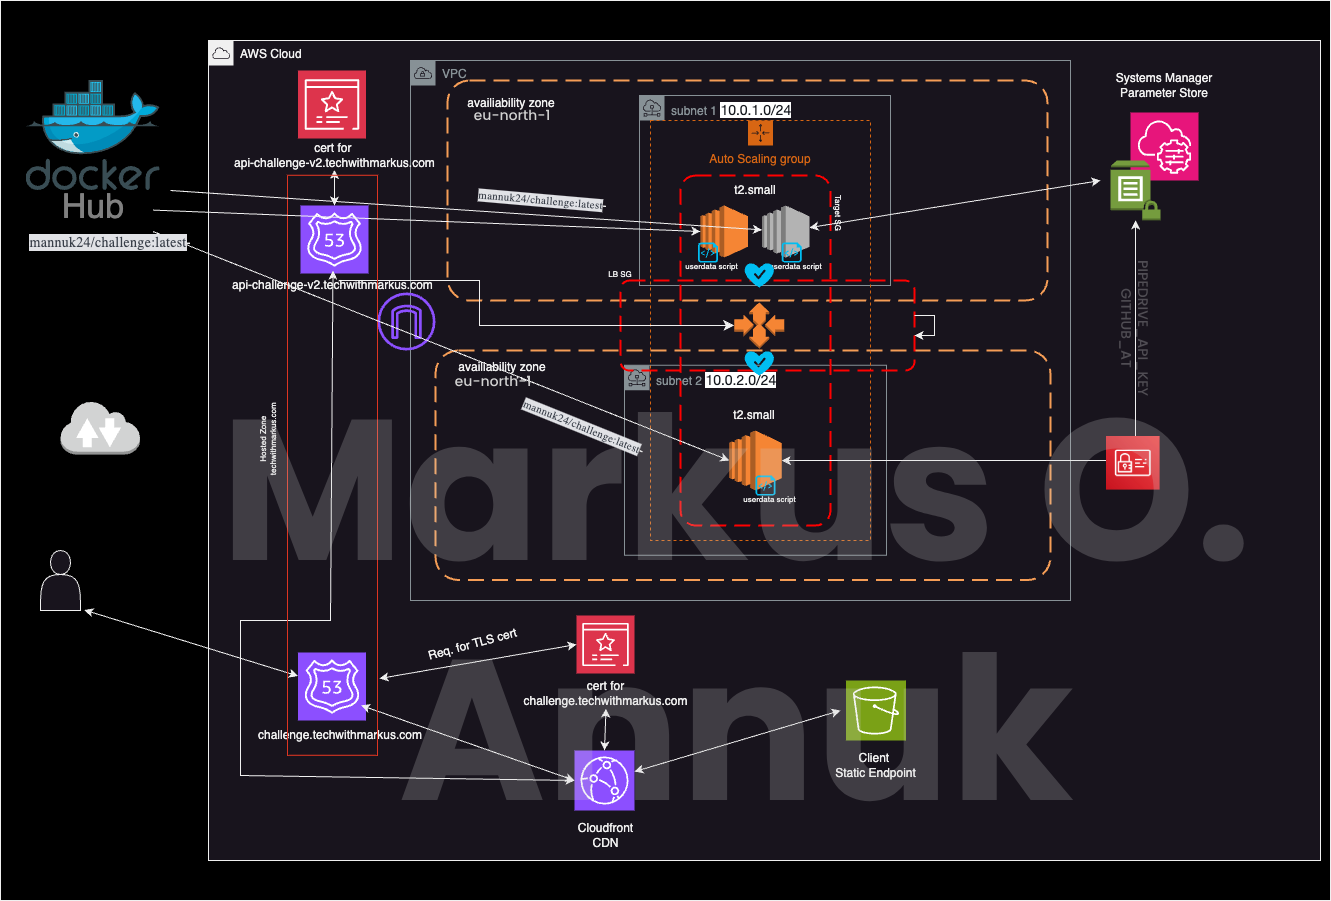 AWS Cloud
VPC
Systems Manager
Parameter Store
availiability zone
eu-north-1
subnet 1 10.0.1.0/24
cert for
api-challenge-v2.techwithmarkus.com
Auto Scaling group
docker
Hub
t2.small
mannuk24/challenge:latest
Target SG
53
mannuk24/challenge:latest
userdata script
userdata script
LB SG
api-challenge-v2.techwithmarkus.com
PIPEDRIVE_API_KEY
GITHUB_AT
availiability zone
eu-north-1
subnet 2 10.0.2.0/24
mannuk24/challenge:latest
t2.small
Hosted Zone
techwithmarkus.com
userdata script
Markus O.
Annuk
Req. for TLS cert
53
cert for
challenge.techwithmarkus.com
challenge.techwithmarkus.com
Client
Static Endpoint
Cloudfront
CDN